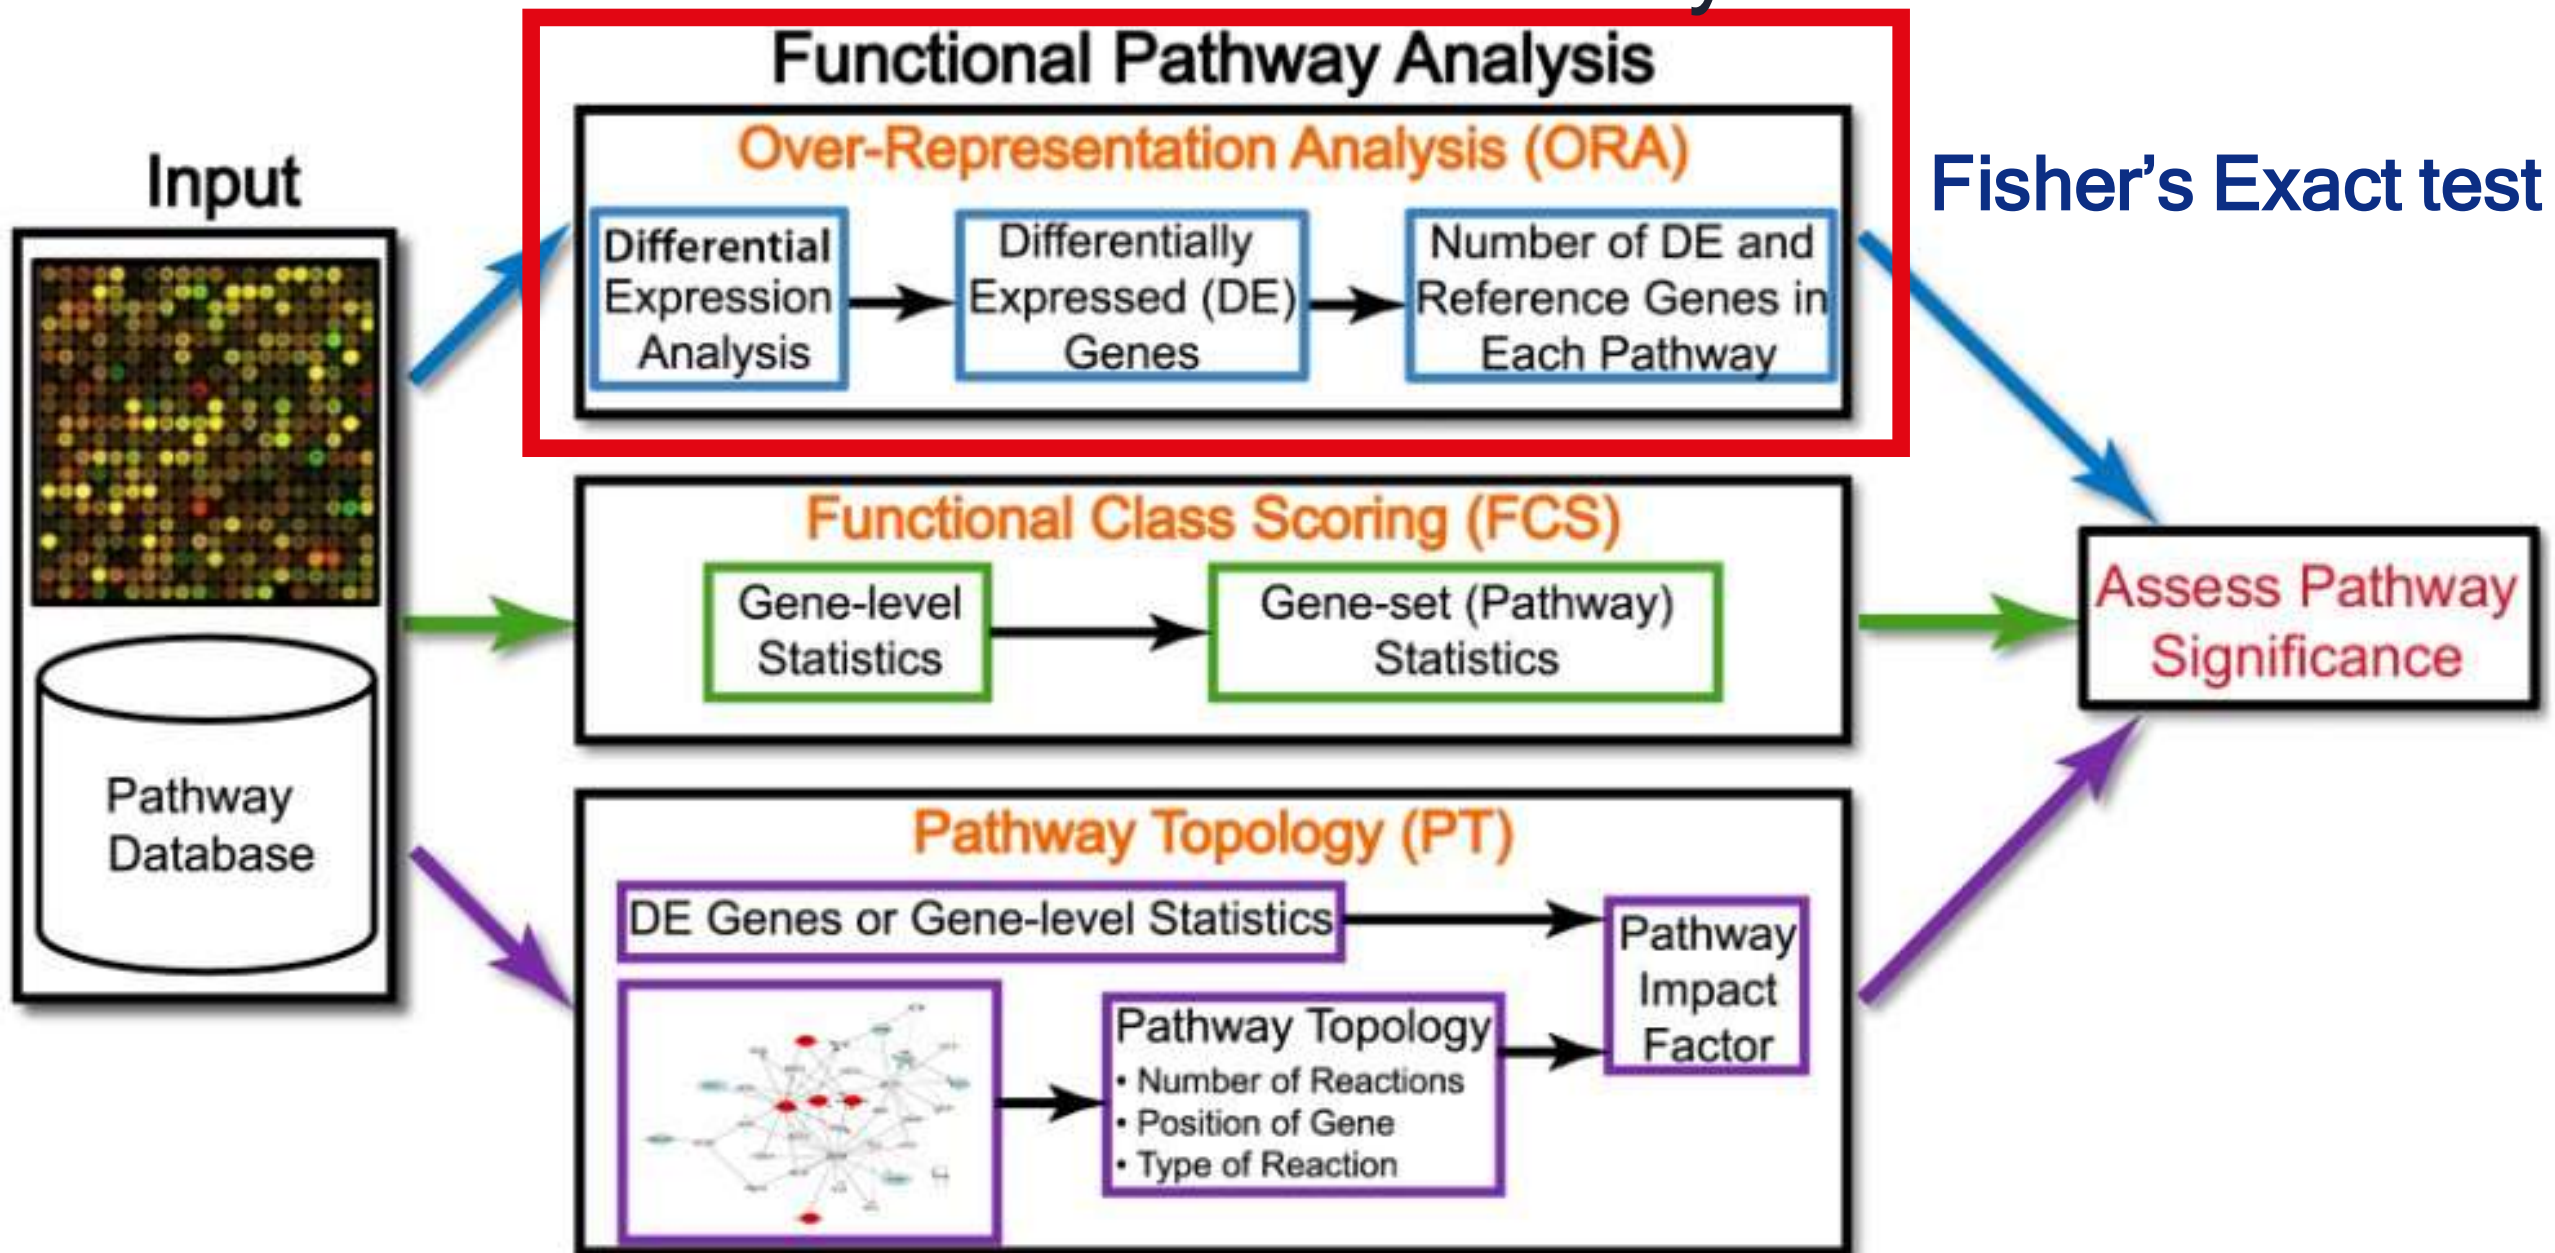 Functional Pathway Analysis
Input
Over-Representation Analysis (ORA)
Differential
Expression
Analysis
Differentially
Expressed (DE)
Genes
Number of DE and
Reference Genes in
Each Pathway
Fisher's Exact test
Functional Class Scoring (FCS)
Gene-level
Statistics
Gene-set (Pathway)
Statistics
Assess Pathway
Significance
Pathway
Database
Pathway Topology (PT)
DE Genes or Gene-level Statistics
Pathway
Impact
Factor
Pathway Topology
• Number of Reactions
• Position of Gene
• Type of Reaction